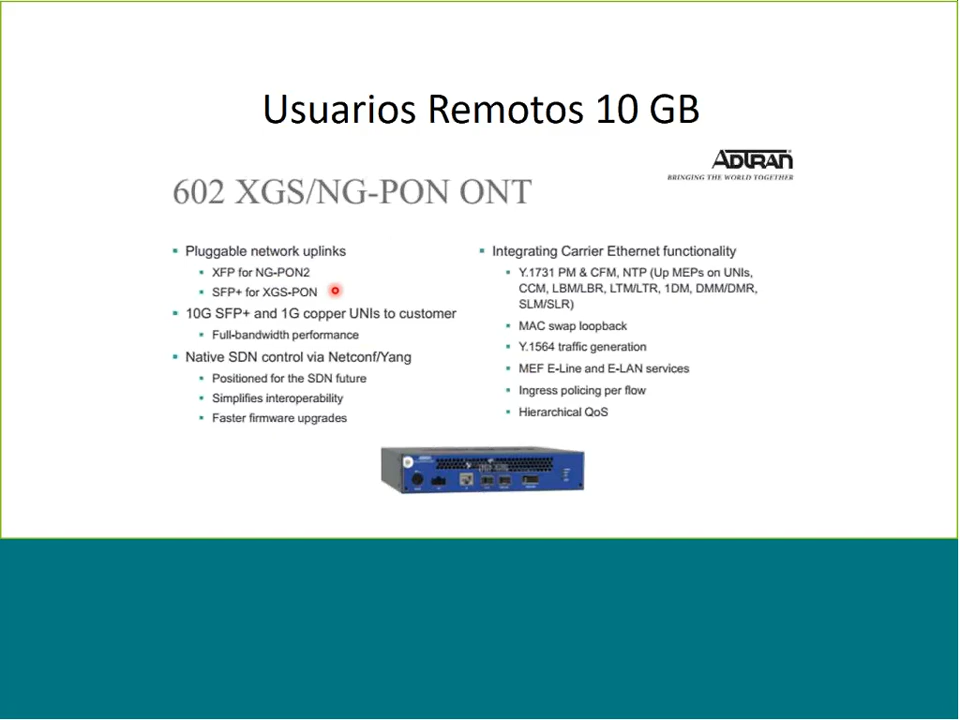 Usuarios Remotos 10 GB
ADTRAN
BRINGING THE WORLD TOGETHER
602 XGS/NG-PON ONT
Pluggable network uplinks
XFP for NG-PON2
SFP+ for XGS-PON
10G SFP+ and 1G copper UNIs to customer
Full-bandwidth performance
Native SDN control via Netconf/Yang
Positioned for the SDN future
Simplifies interoperability
Faster firmware upgrades
Integrating Carrier Ethernet functionality
Y.1731 PM & CFM, NTP (Up MEPs on UNIs,
CCM, LBM/LBR, LTM/LTR, 1DM, DMM/DMR,
SLM/SLR)
MAC swap loopback
Y.1564 traffic generation
MEF E-Line and E-LAN services
Ingress policing per flow
Hierarchical QoS